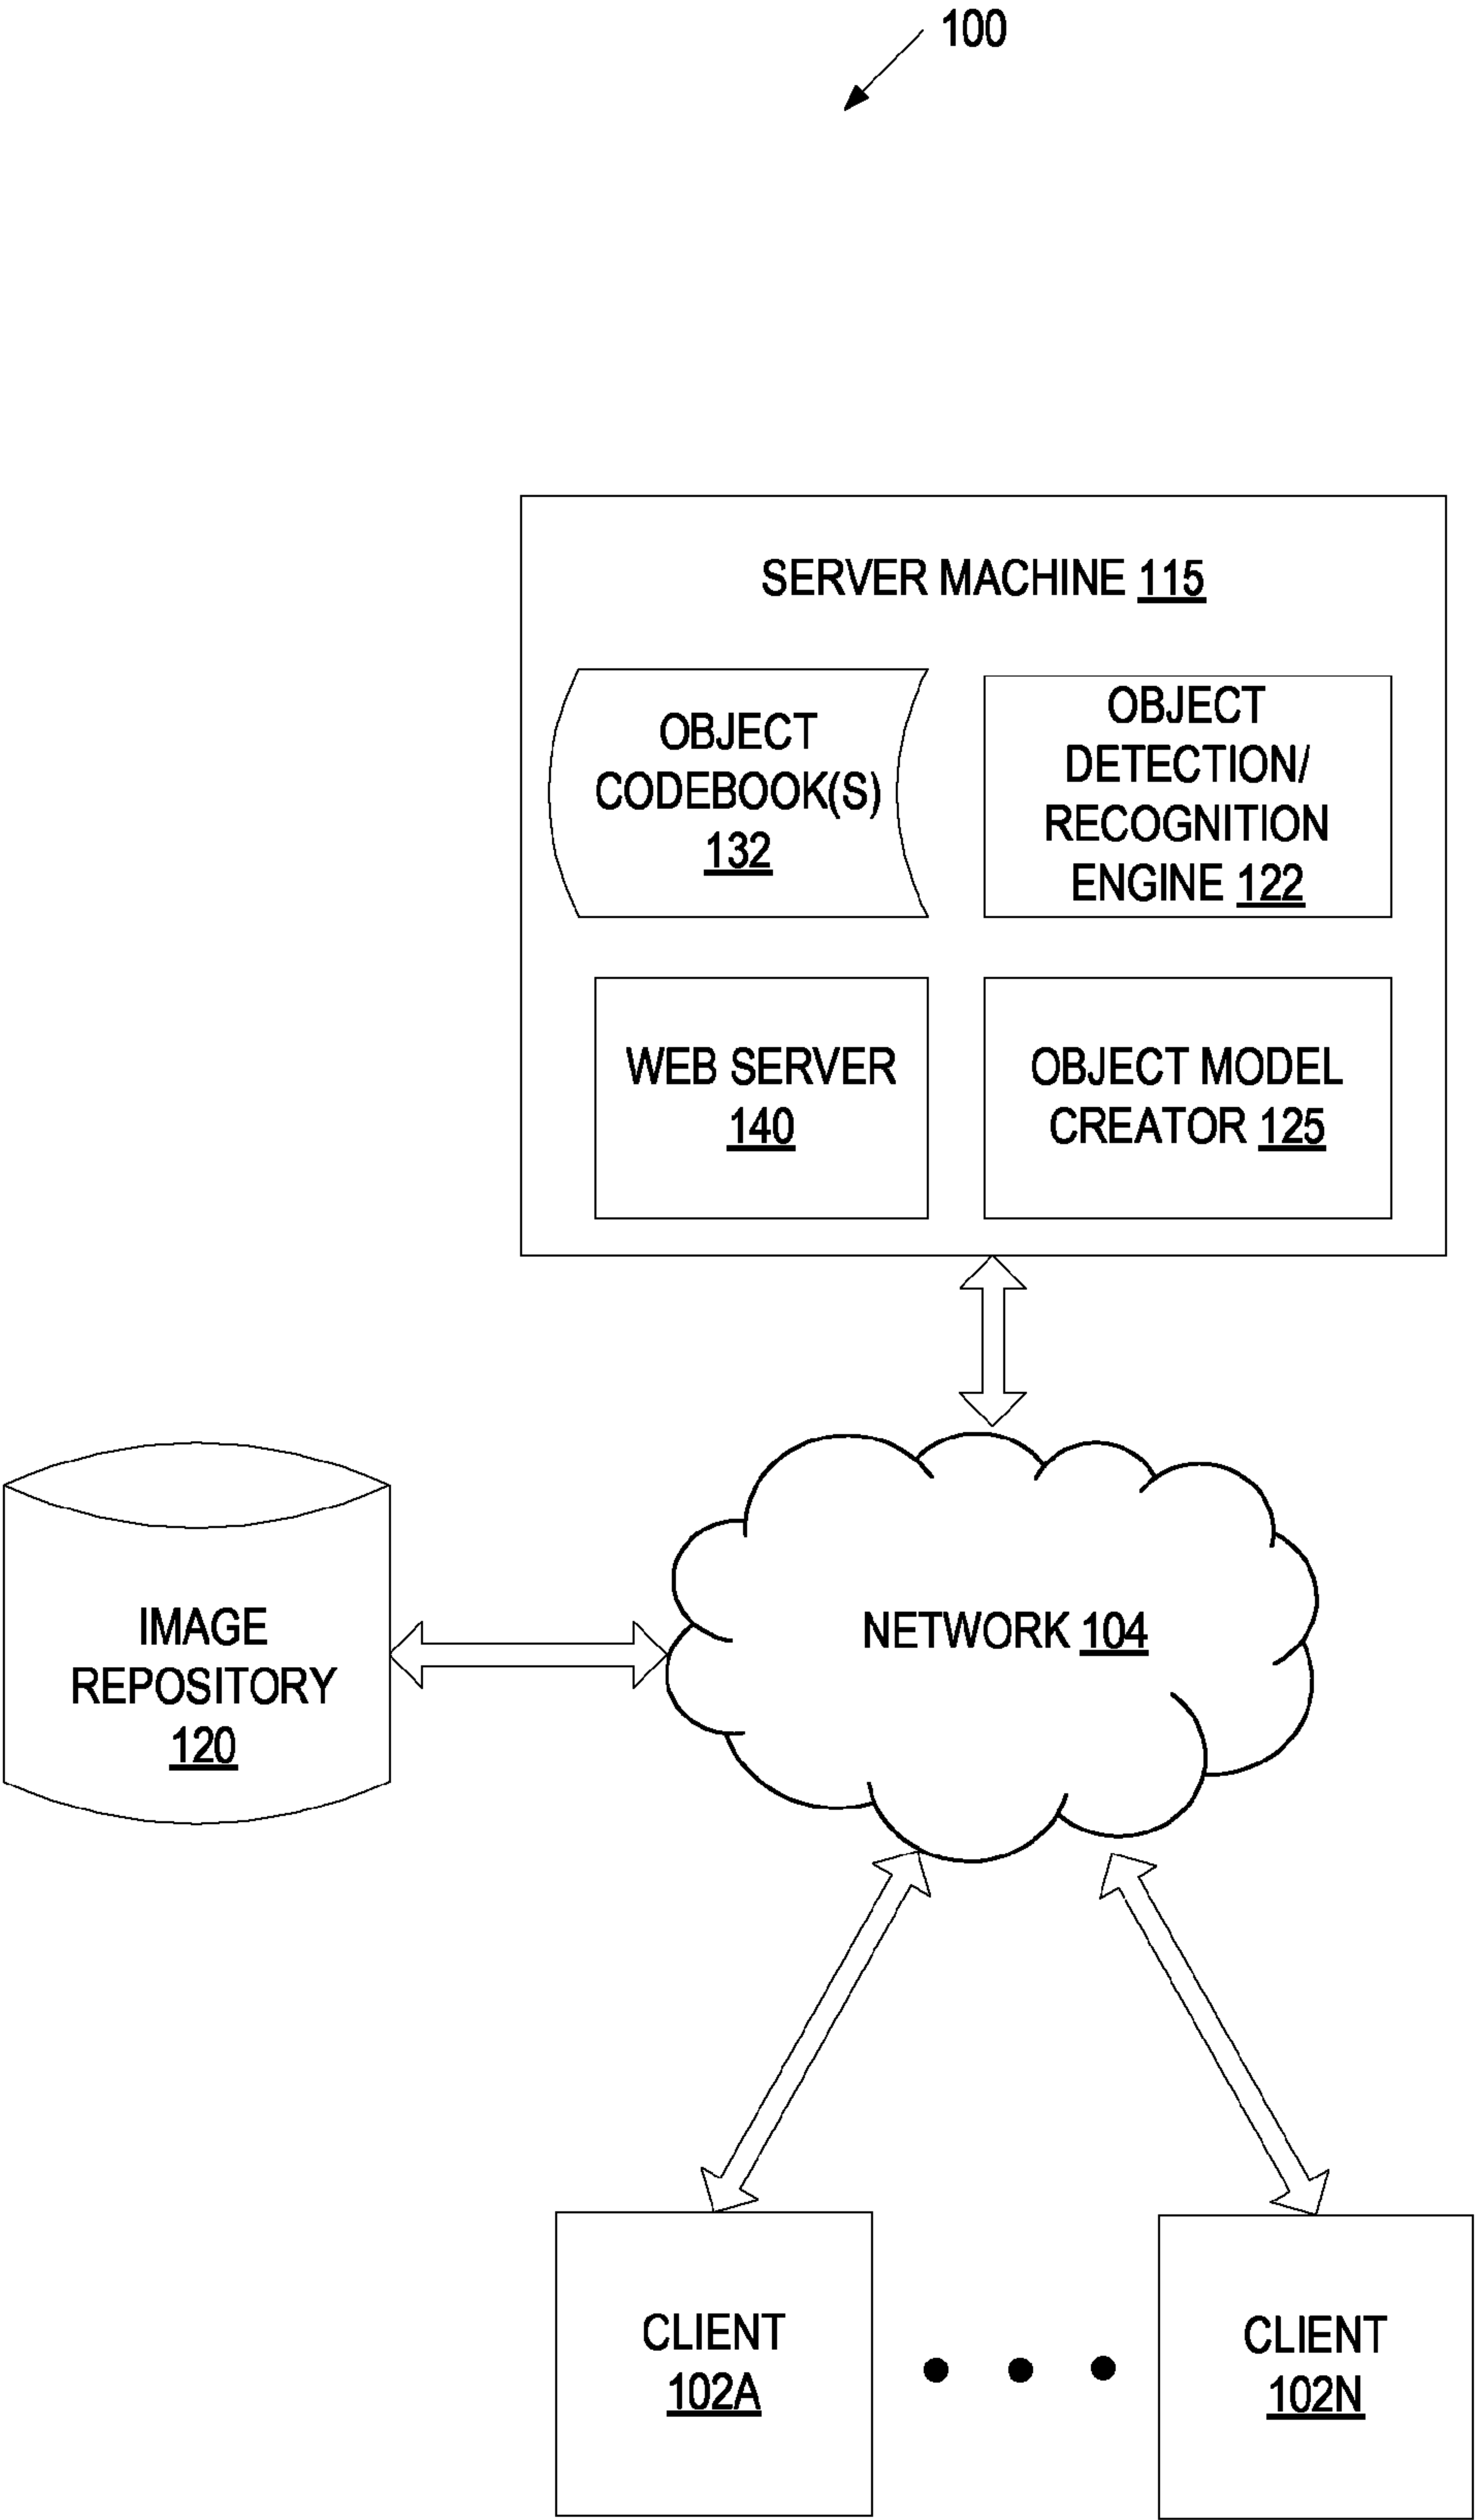 100
SERVER MACHINE 115
OBJECT
CODEBOOK(S)
132
OBJECT
DETECTION/
RECOGNITION
ENGINE 122
WEB SERVER
140
OBJECT MODEL
CREATOR 125
IMAGE
REPOSITORY
120
NETWORK 104
CLIENT
102A
CLIENT
102N